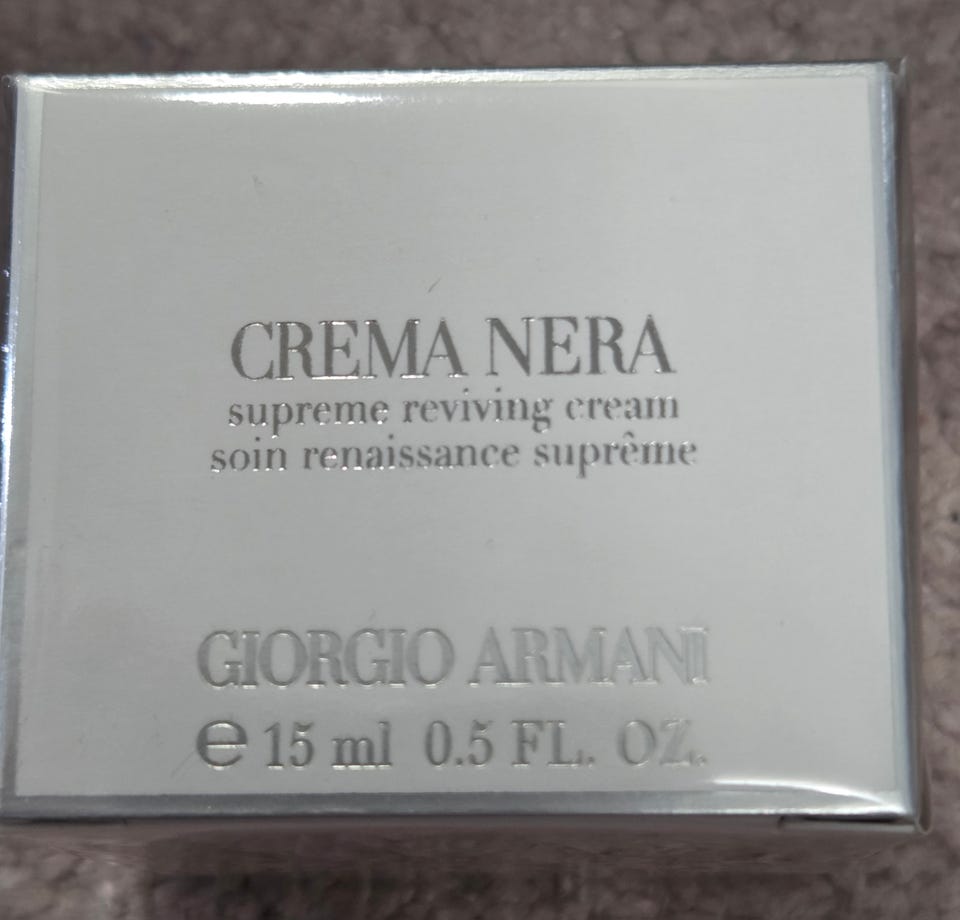 CREMA NERA
supreme reviving cream
soin renaissance suprême
GIORGIO ARMANI
℮ 15 ml 0.5 FL. OZ.